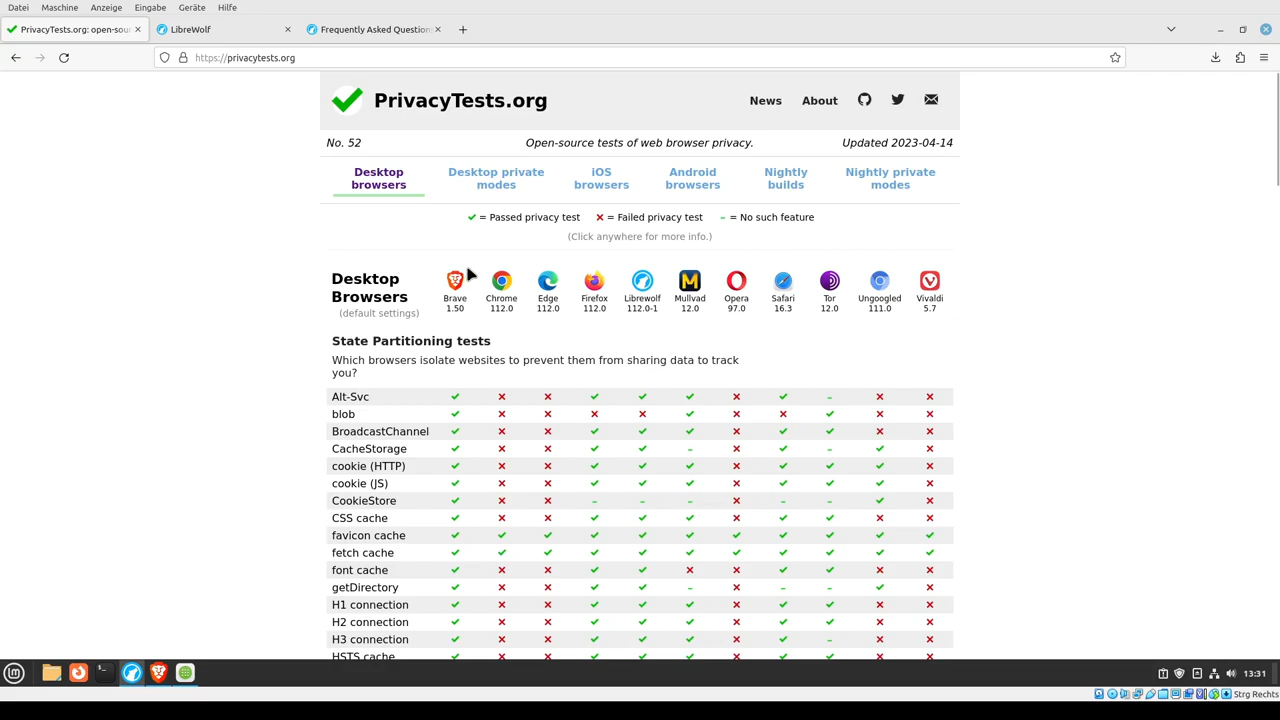 Datei Maschine Anzeige Eingabe Geräte Hilfe
PrivacyTests.org: open-sou
LibreWolf
Frequently Asked Question
https://privacytests.org
PrivacyTests.org
News About
No. 52 Open-source tests of web browser privacy. Updated 2023-04-14
Desktop browsers
Desktop private modes
iOS browsers
Android browsers
Nightly builds
Nightly private modes
✓ = Passed privacy test ✗ = Failed privacy test – = No such feature
(Click anywhere for more info.)
Desktop Browsers
(default settings)
Brave 1.50
Chrome 112.0
Edge 112.0
Firefox 112.0
Librewolf 112.0-1
Mullvad 12.0
Opera 97.0
Safari 16.3
Tor 12.0
Ungoogled 111.0
Vivaldi 5.7
State Partitioning tests
Which browsers isolate websites to prevent them from sharing data to track
you?
Alt-Svc
blob
BroadcastChannel
CacheStorage
cookie (HTTP)
cookie (JS)
CookieStore
CSS cache
favicon cache
fetch cache
font cache
getDirectory
H1 connection
H2 connection
H3 connection
HSTS cache
13:31
Strg Rechts